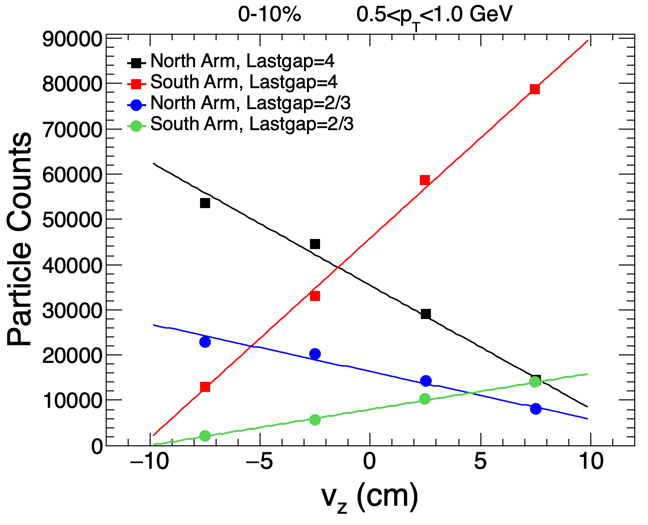 0-10% 0.5<p_T<1.0 GeV
90000
80000
70000
60000
50000
40000
30000
20000
10000
0
Particle Counts
North Arm, Lastgap=4
South Arm, Lastgap=4
North Arm, Lastgap=2/3
South Arm, Lastgap=2/3
−10 −5 0 5 10
v_z (cm)